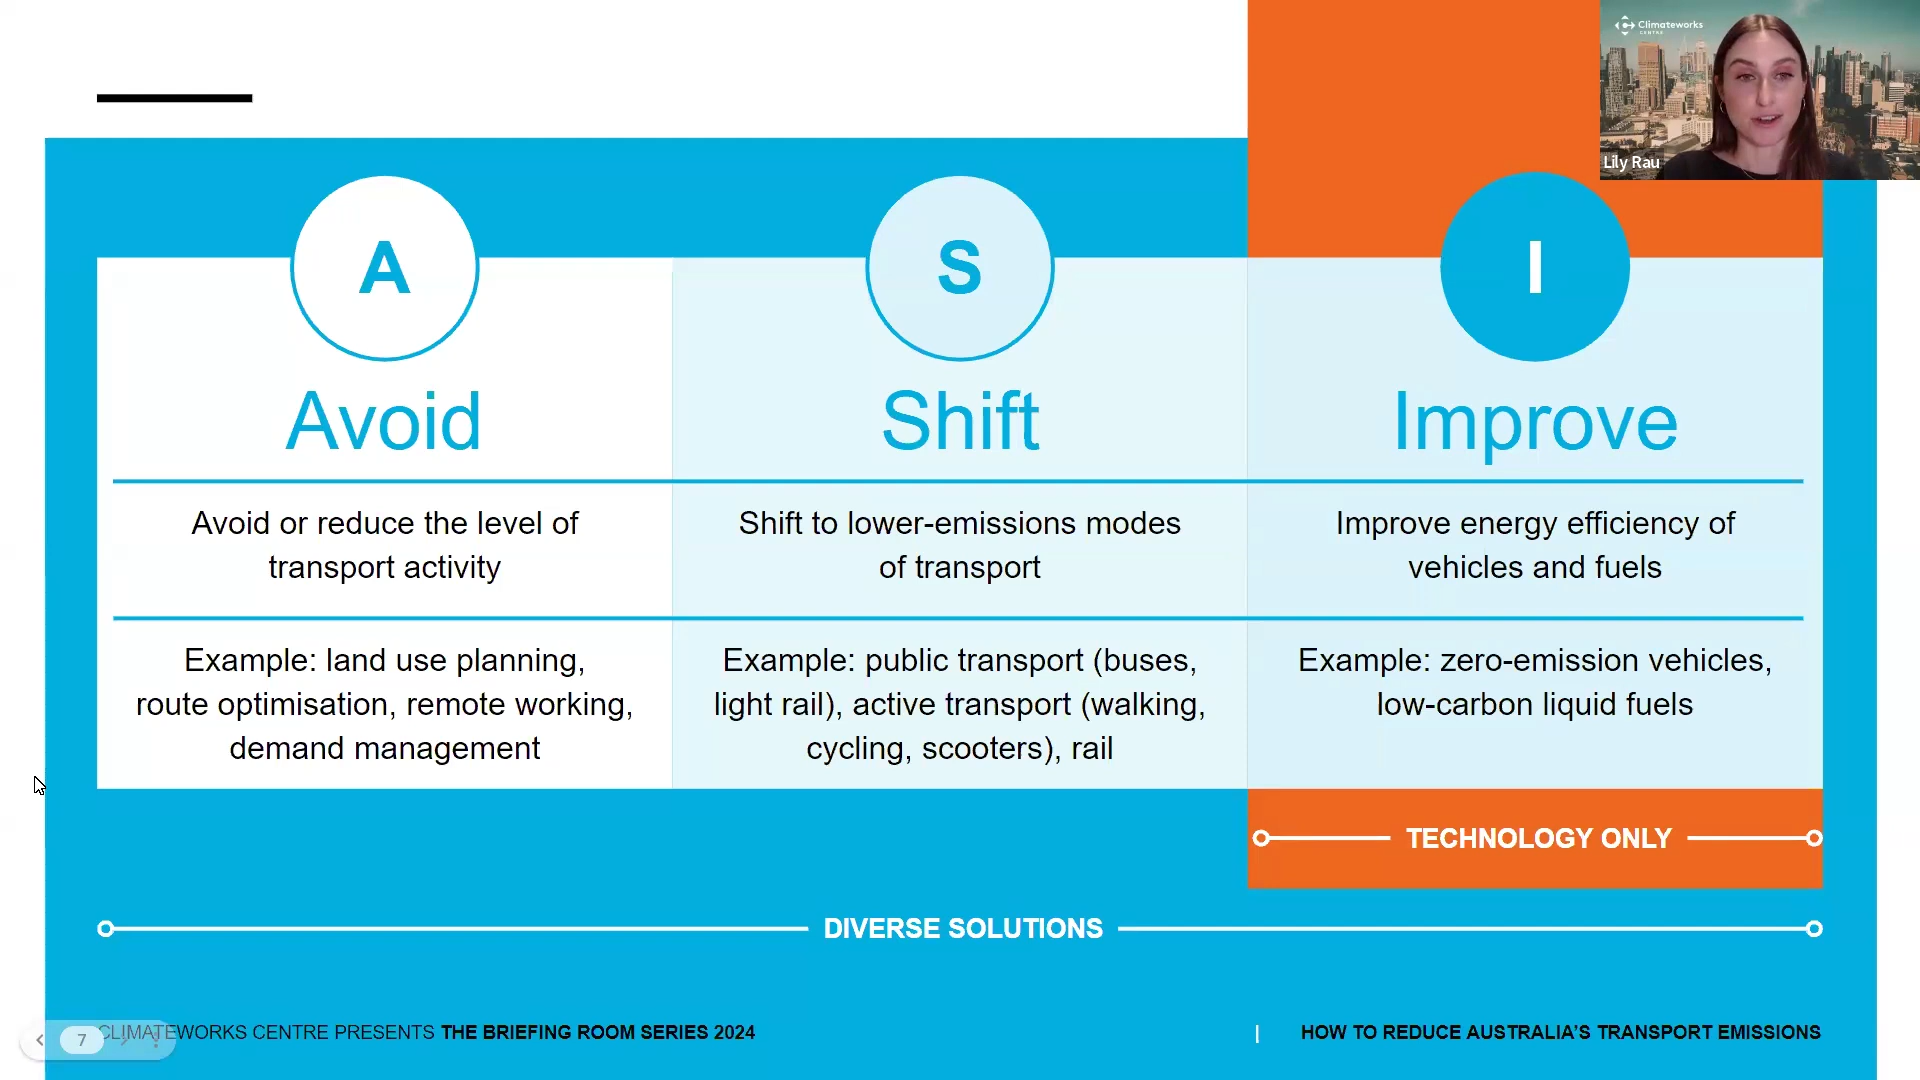 Climateworks
CENTRE
Lily Rau
A
S
I
Avoid
Shift
Improve
Avoid or reduce the level of
transport activity
Shift to lower-emissions modes
of transport
Improve energy efficiency of
vehicles and fuels
Example: land use planning,
route optimisation, remote working,
demand management
Example: public transport (buses,
light rail), active transport (walking,
cycling, scooters), rail
Example: zero-emission vehicles,
low-carbon liquid fuels
TECHNOLOGY ONLY
DIVERSE SOLUTIONS
7
CLIMATEWORKS CENTRE PRESENTS THE BRIEFING ROOM SERIES 2024
| HOW TO REDUCE AUSTRALIA'S TRANSPORT EMISSIONS